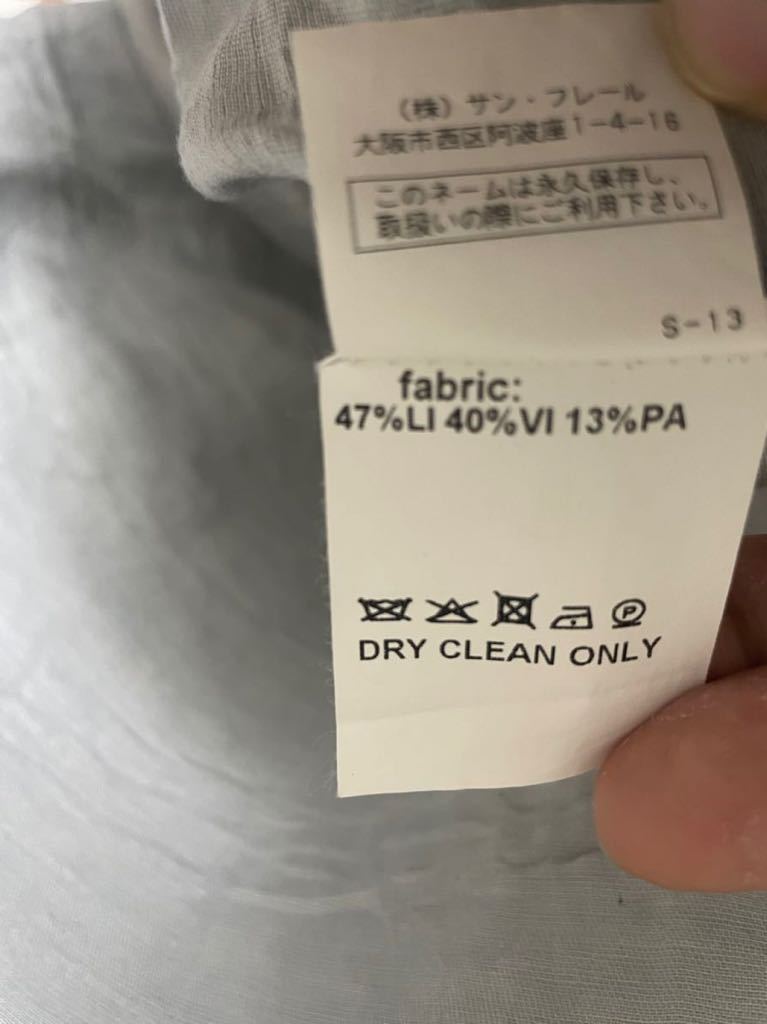 （株）サン・フレール
大阪市西区阿波座1-4-16
このネームは永久保存し、
取扱いの際にご利用下さい。
S-13
fabric:
47%LI 40%VI 13%PA
P
DRY CLEAN ONLY